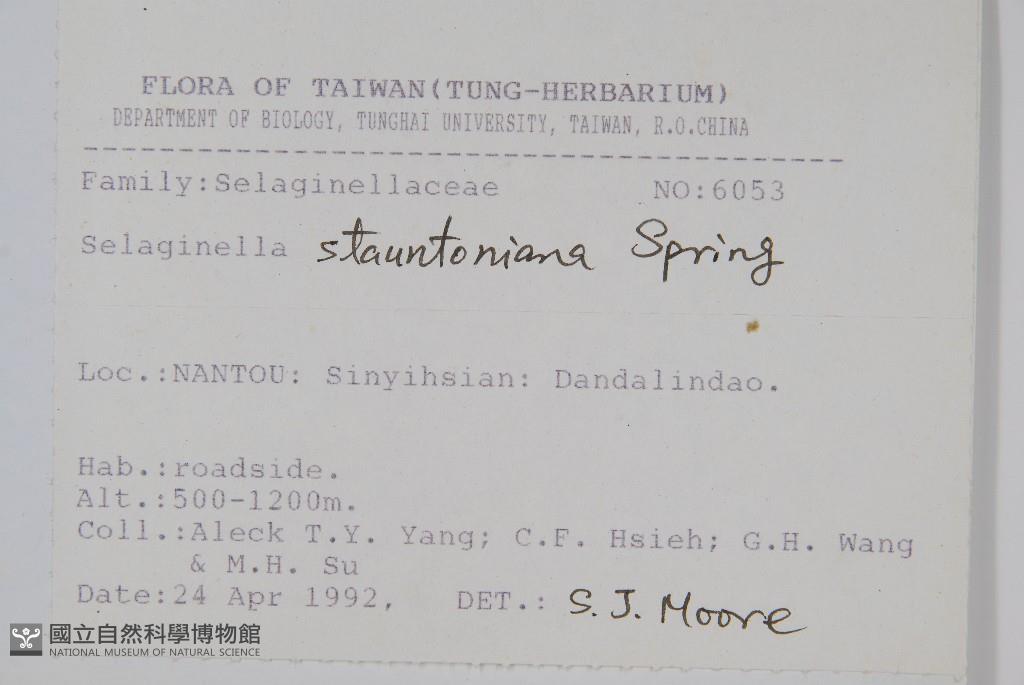 FLORA OF TAIWAN(TUNG-HERBARIUM)
DEPARTMENT OF BIOLOGY, TUNGHAI UNIVERSITY, TAIWAN, R.O.CHINA
Family:Selaginellaceae NO:6053
Selaginella stauntoniana Spring
Loc.:NANTOU: Sinyihsian: Dandalindao.
Hab.:roadside.
Alt.:500-1200m.
Coll.:Aleck T.Y. Yang; C.F. Hsieh; G.H. Wang
& M.H. Su
Date:24 Apr 1992, DET.: S. J. Moore
國立自然科學博物館
NATIONAL MUSEUM OF NATURAL SCIENCE